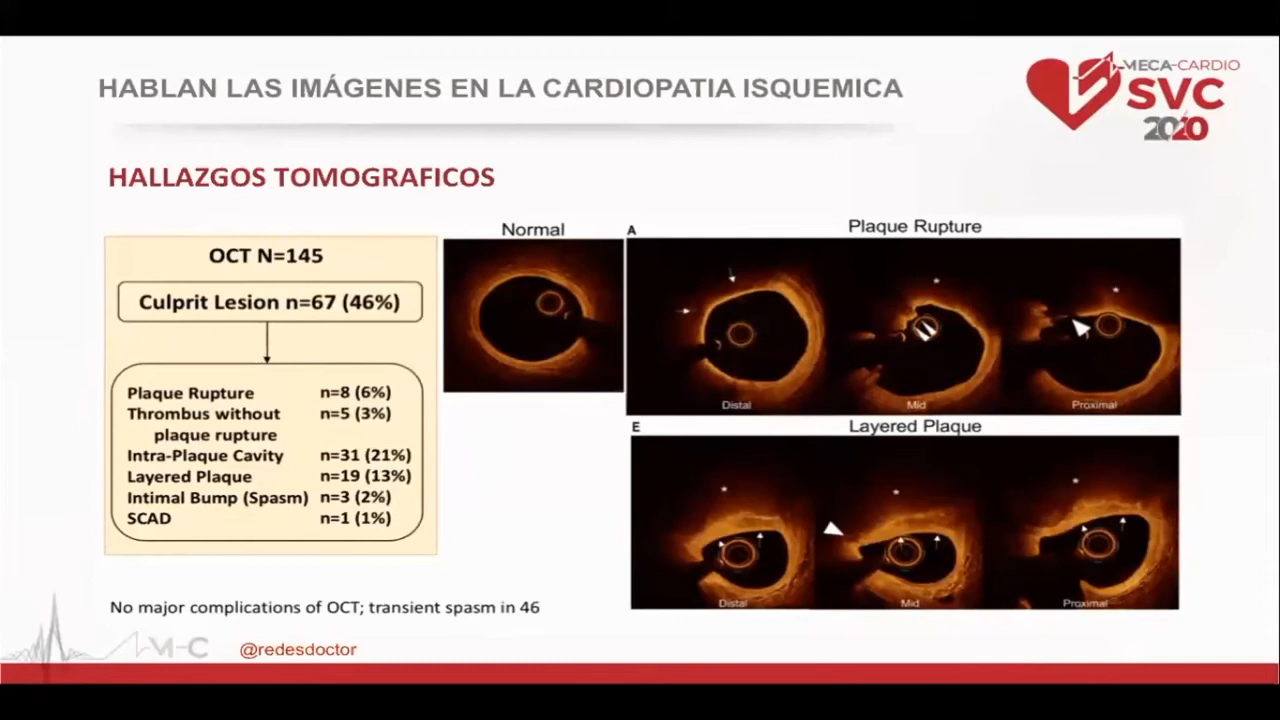 HABLAN LAS IMÁGENES EN LA CARDIOPATIA ISQUEMICA
MECA-CARDIO
SVC
2020
HALLAZGOS TOMOGRAFICOS
OCT N=145
Culprit Lesion n=67 (46%)
Plaque Rupture n=8 (6%)
Thrombus without n=5 (3%)
plaque rupture
Intra-Plaque Cavity n=31 (21%)
Layered Plaque n=19 (13%)
Intimal Bump (Spasm) n=3 (2%)
SCAD n=1 (1%)
Normal
A Plaque Rupture
Distal Mid Proximal
E Layered Plaque
Distal Mid Proximal
No major complications of OCT; transient spasm in 46
M-C
@redesdoctor